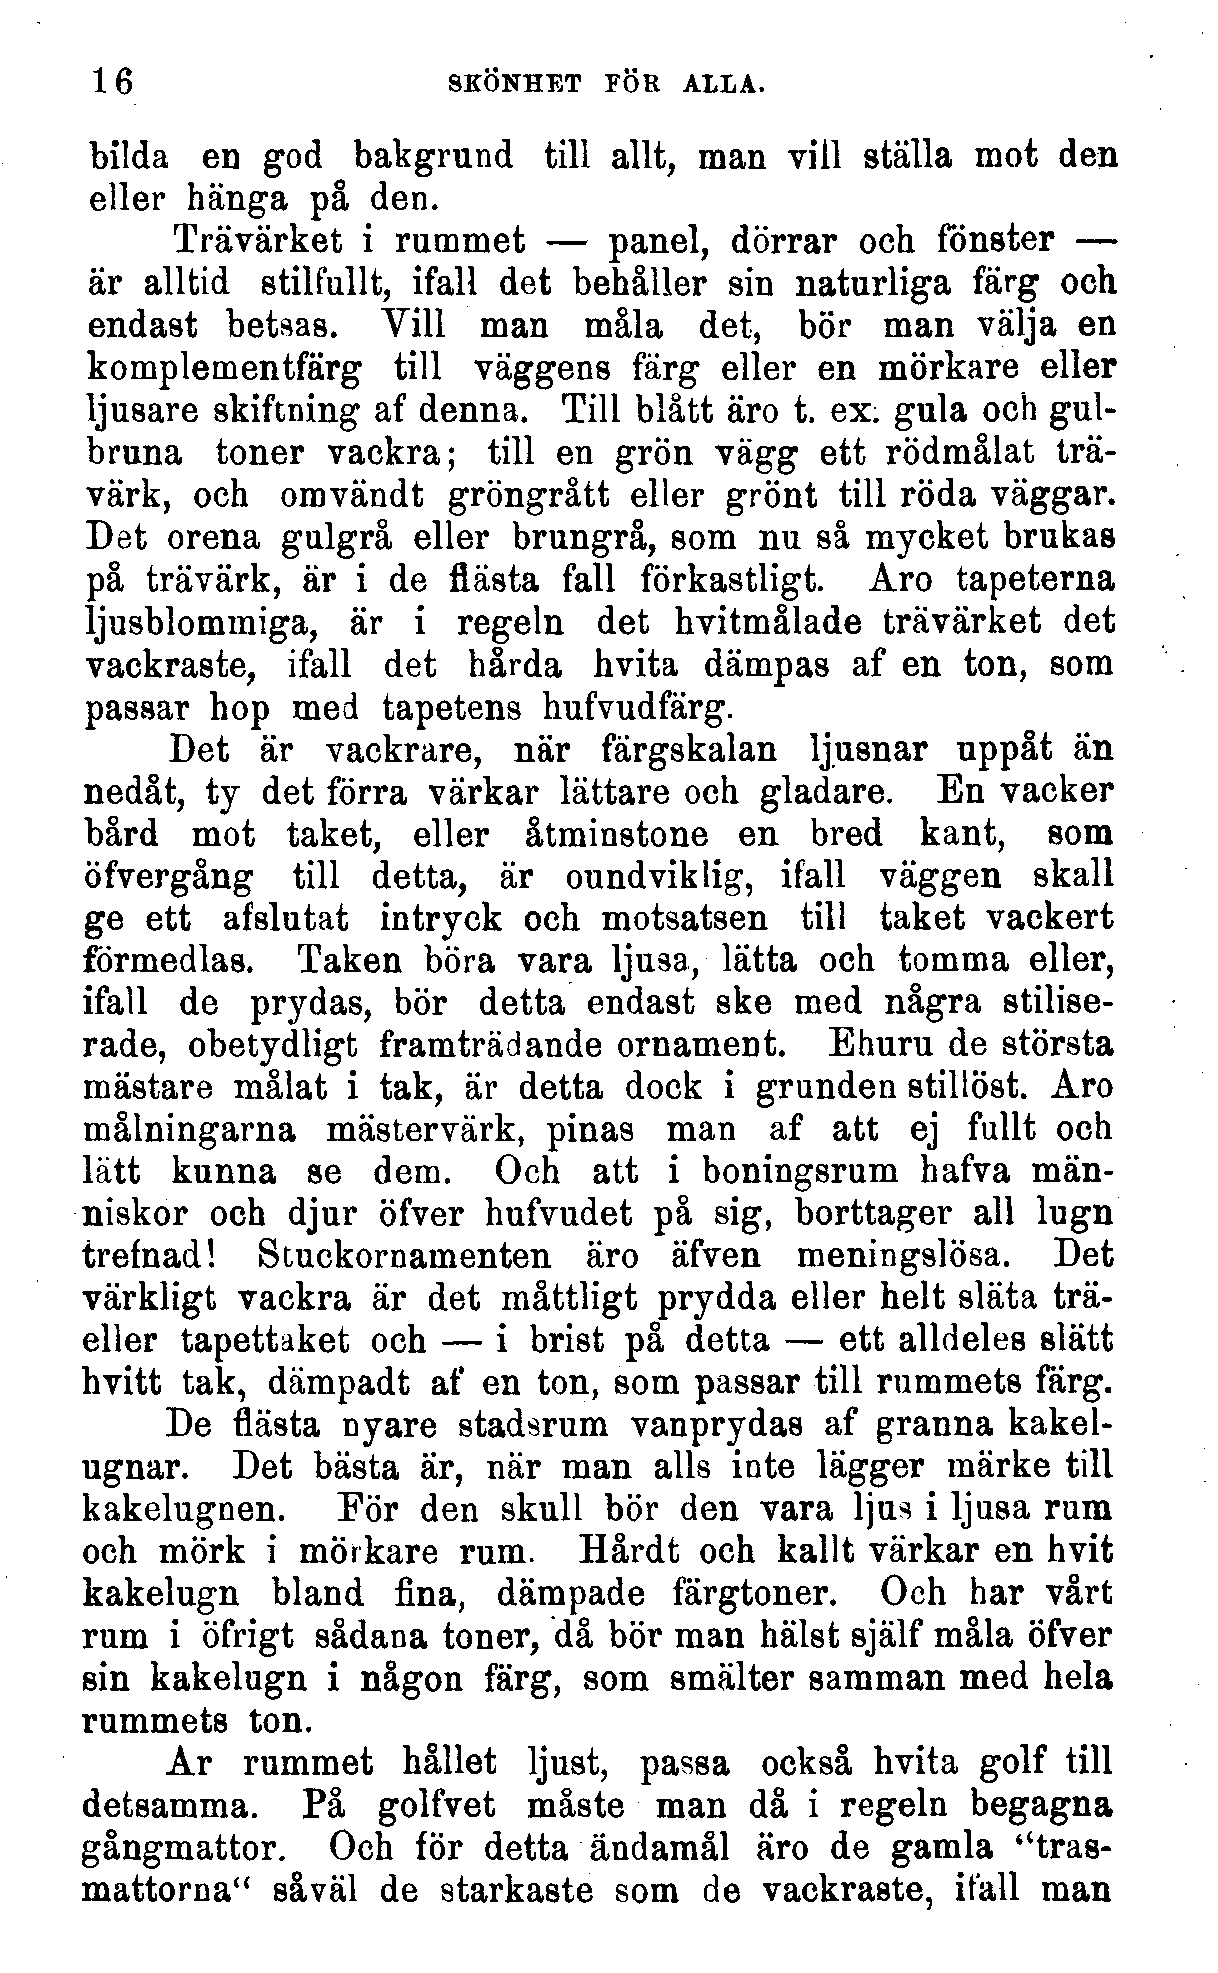 16 SKÖNHET FÖR ALLA.
bilda en god bakgrund till allt, man vill ställa mot den
eller hänga på den.
Trävärket i rummet — panel, dörrar och fönster —
är alltid stilfullt, ifall det behåller sin naturliga färg och
endast betsas. Vill man måla det, bör man välja en
komplementfärg till väggens färg eller en mörkare eller
ljusare skiftning af denna. Till blått äro t. ex. gula och gul-
bruna toner vackra; till en grön vägg ett rödmålat trä-
värk, och omvändt gröngrått eller grönt till röda väggar.
Det orena gulgrå eller brungrå, som nu så mycket brukas
på trävärk, är i de flästa fall förkastligt. Aro tapeterna
ljusblommiga, är i regeln det hvitmålade trävärket det
vackraste, ifall det hårda hvita dämpas af en ton, som
passar hop med tapetens hufvudfärg.
Det är vackrare, när färgskalan ljusnar uppåt än
nedåt, ty det förra värkar lättare och gladare. En vacker
bård mot taket, eller åtminstone en bred kant, som
öfvergång till detta, är oundviklig, ifall väggen skall
ge ett afslutat intryck och motsatsen till taket vackert
förmedlas. Taken böra vara ljusa, lätta och tomma eller,
ifall de prydas, bör detta endast ske med några stilise-
rade, obetydligt framträdande ornament. Ehuru de största
mästare målat i tak, är detta dock i grunden stillöst. Aro
målningarna mästervärk, pinas man af att ej fullt och
lätt kunna se dem. Och att i boningsrum hafva män-
niskor och djur öfver hufvudet på sig, borttager all lugn
trefnad! Stuckornamenten äro äfven meningslösa. Det
värkligt vackra är det måttligt prydda eller helt släta trä-
eller tapettaket och — i brist på detta — ett alldeles slätt
hvitt tak, dämpadt af en ton, som passar till rummets färg.
De flästa nyare stadsrum vanprydas af granna kakel-
ugnar. Det bästa är, när man alls inte lägger märke till
kakelugnen. För den skull bör den vara ljus i ljusa rum
och mörk i mörkare rum. Hårdt och kallt värkar en hvit
kakelugn bland fina, dämpade färgtoner. Och har vårt
rum i öfrigt sådana toner, då bör man hälst själf måla öfver
sin kakelugn i någon färg, som smälter samman med hela
rummets ton.
Ar rummet hållet ljust, passa också hvita golf till
detsamma. På golfvet måste man då i regeln begagna
gångmattor. Och för detta ändamål äro de gamla “tras-
mattorna“ såväl de starkaste som de vackraste, ifall man